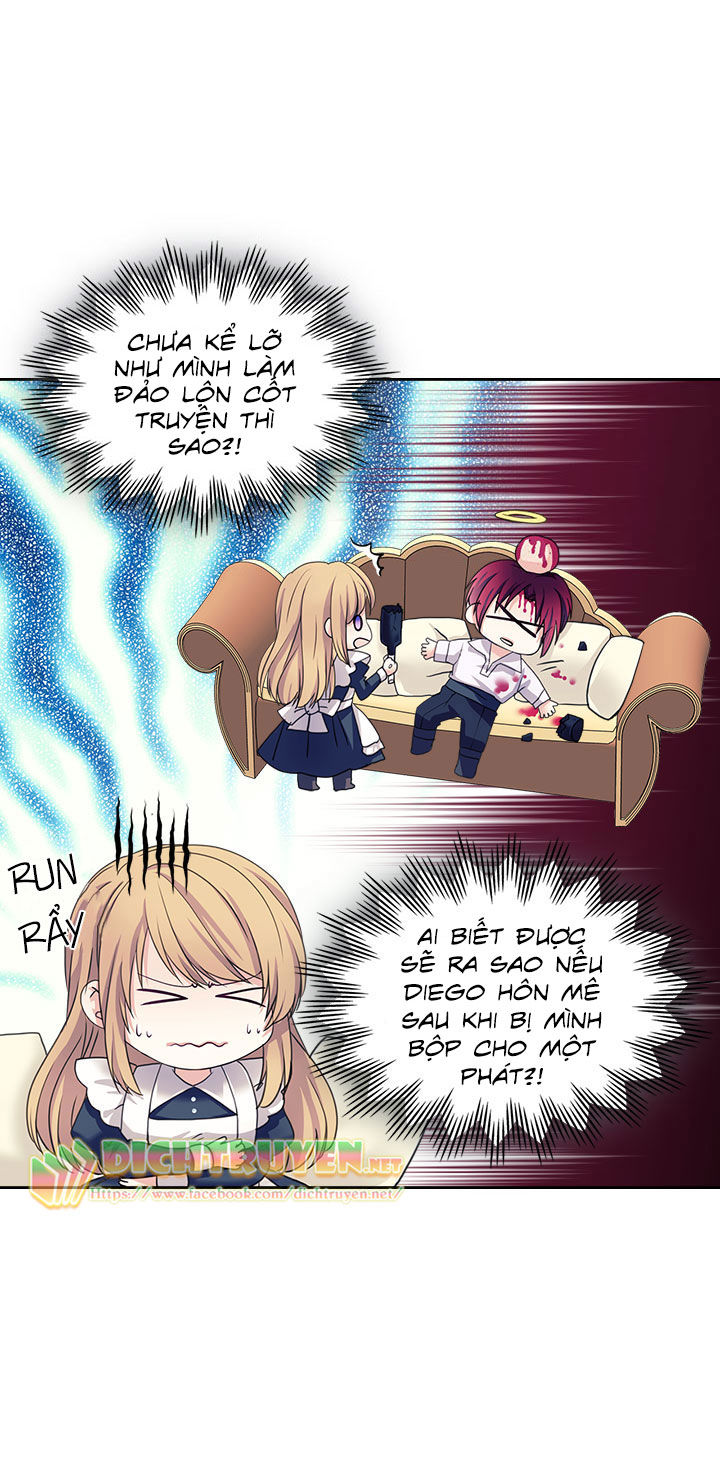 CHƯA KỂ LỠ
NHƯ MÌNH LÀM
ĐẢO LỘN CỐT
TRUYỆN THÌ
SAO?!
RUN
RẨY
AI BIẾT ĐƯỢC
SẼ RA SAO NẾU
DIEGO HÔN MÊ
SAU KHI BỊ MÌNH
BỘP CHO MỘT
PHÁT?!
DICHTRUYEN.net
Https://www.facebook.com/dichtruyen.net/